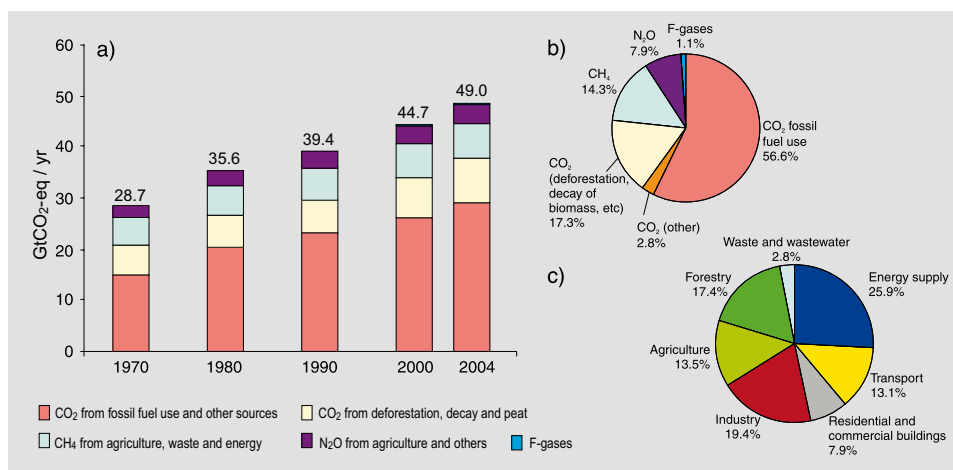 a)
GtCO₂-eq / yr
60
50
40
30
20
10
0
28.7
35.6
39.4
44.7
49.0
1970
1980
1990
2000
2004
CO₂ from fossil fuel use and other sources
CO₂ from deforestation, decay and peat
CH₄ from agriculture, waste and energy
N₂O from agriculture and others
F-gases
b)
F-gases
1.1%
N₂O
7.9%
CH₄
14.3%
CO₂ fossil
fuel use
56.6%
CO₂
(deforestation,
decay of
biomass, etc)
17.3%
CO₂ (other)
2.8%
c)
Waste and wastewater
2.8%
Forestry
17.4%
Energy supply
25.9%
Agriculture
13.5%
Transport
13.1%
Industry
19.4%
Residential and
commercial buildings
7.9%